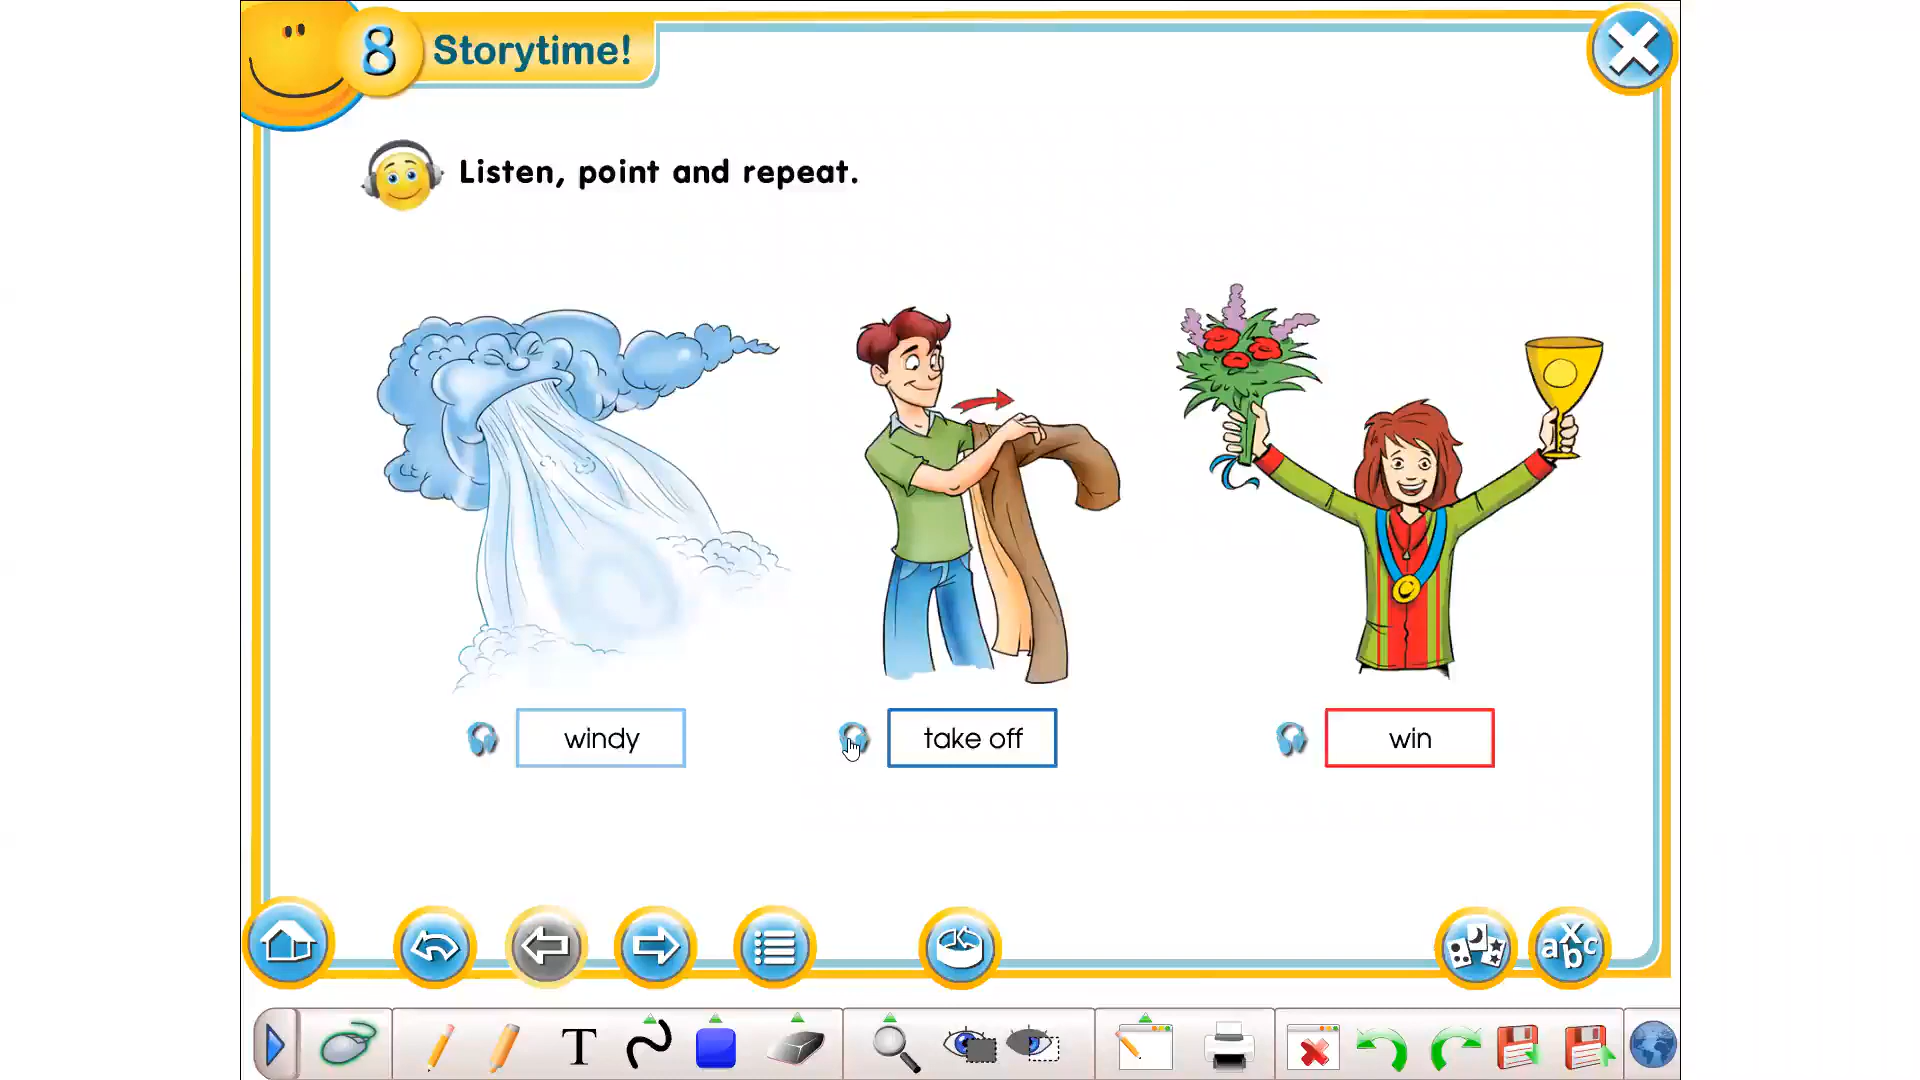 8 Storytime!
Listen, point and repeat.
windy
take off
win
a x b c
T